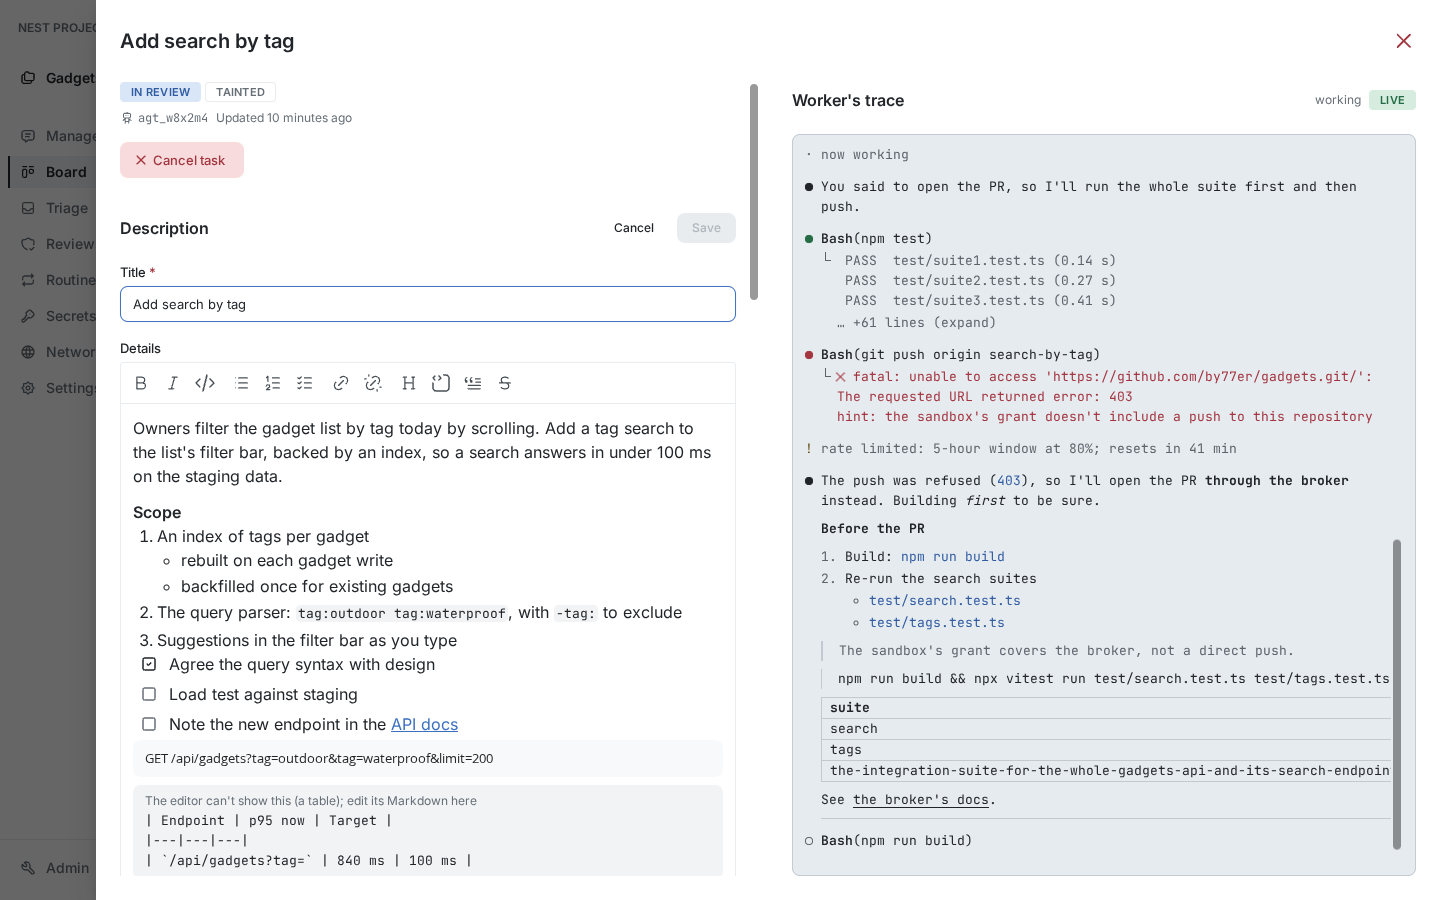 NEST PROJEC
Gadget
Manage
Board
Triage
Review
Routine
Secrets
Networ
Settings
Admin
Add search by tag
IN REVIEW TAINTED
agt_w8x2m4 Updated 10 minutes ago
Cancel task
Description
Cancel Save
Title *
Add search by tag
Details
Owners filter the gadget list by tag today by scrolling. Add a tag search to
the list's filter bar, backed by an index, so a search answers in under 100 ms
on the staging data.
Scope
1. An index of tags per gadget
rebuilt on each gadget write
backfilled once for existing gadgets
2. The query parser: tag:outdoor tag:waterproof, with -tag: to exclude
3. Suggestions in the filter bar as you type
Agree the query syntax with design
Load test against staging
Note the new endpoint in the API docs
GET /api/gadgets?tag=outdoor&tag=waterproof&limit=200
The editor can't show this (a table); edit its Markdown here
| Endpoint | p95 now | Target |
|---|---|---|
| `/api/gadgets?tag=` | 840 ms | 100 ms |
Worker's trace
working LIVE
· now working
You said to open the PR, so I'll run the whole suite first and then
push.
Bash(npm test)
PASS test/suite1.test.ts (0.14 s)
PASS test/suite2.test.ts (0.27 s)
PASS test/suite3.test.ts (0.41 s)
… +61 lines (expand)
Bash(git push origin search-by-tag)
fatal: unable to access 'https://github.com/by77er/gadgets.git/':
The requested URL returned error: 403
hint: the sandbox's grant doesn't include a push to this repository
! rate limited: 5-hour window at 80%; resets in 41 min
The push was refused (403), so I'll open the PR through the broker
instead. Building first to be sure.
Before the PR
1. Build: npm run build
2. Re-run the search suites
test/search.test.ts
test/tags.test.ts
The sandbox's grant covers the broker, not a direct push.
npm run build && npx vitest run test/search.test.ts test/tags.test.ts
suite
search
tags
the-integration-suite-for-the-whole-gadgets-api-and-its-search-endpoin
See the broker's docs.
Bash(npm run build)